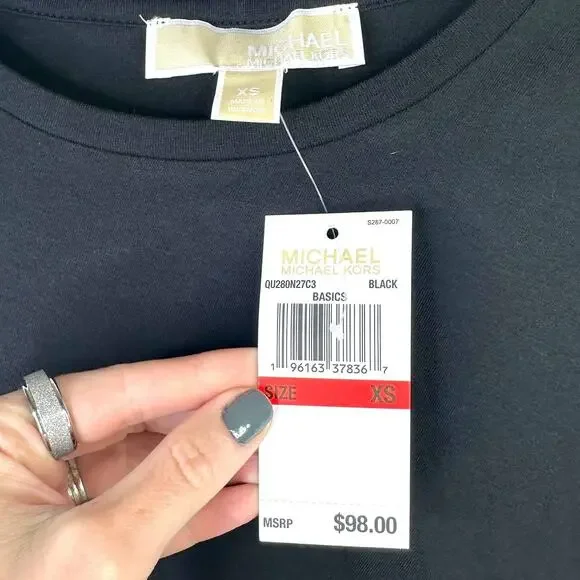 MICHAEL
MICHAEL KORS
XS
S287-0007
MICHAEL
MICHAEL KORS
QU280N27C3 BLACK
BASICS
1 96163 37836 7
SIZE XS
MSRP $98.00